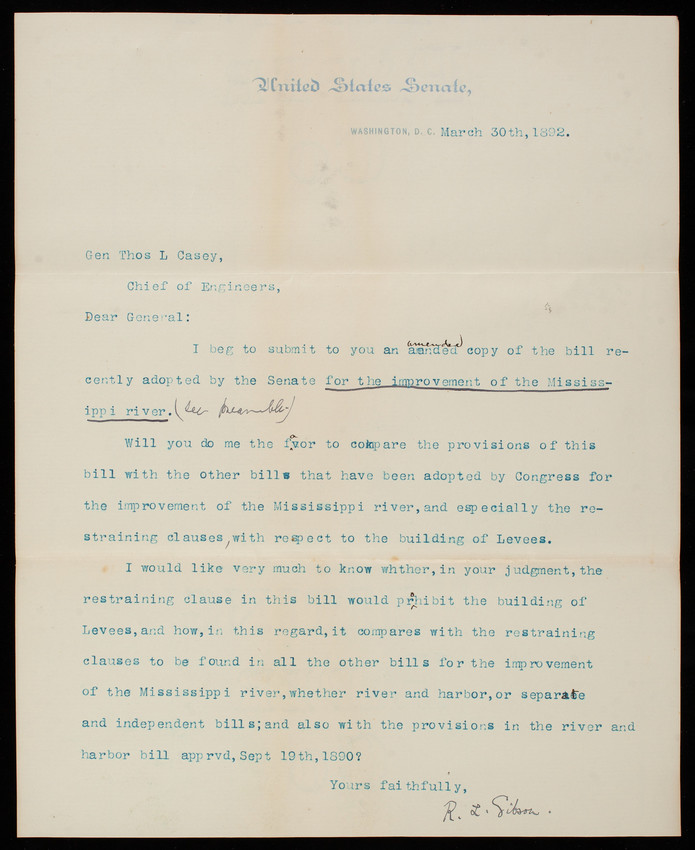 United States Senate,
WASHINGTON, D. C. March 30th, 1892.
Gen Thos L Casey,
Chief of Engineers,
Dear General:
amended
I beg to submit to you an amnded copy of the bill re-
cently adopted by the Senate for the improvement of the Mississ-
ippi river. (see preamble)
Will you do me the favor to compare the provisions of this
bill with the other bills that have been adopted by Congress for
the improvement of the Mississippi river, and especially the re-
straining clauses, with respect to the building of Levees.
I would like very much to know whther, in your judgment, the
restraining clause in this bill would prohibit the building of
Levees, and how, in this regard, it compares with the restraining
clauses to be found in all the other bills for the improvement
of the Mississippi river, whether river and harbor, or separate
and independent bills; and also with the provisions in the river and
harbor bill apprvd, Sept 19th, 1890?
Yours faithfully,
R. L. Gibson.